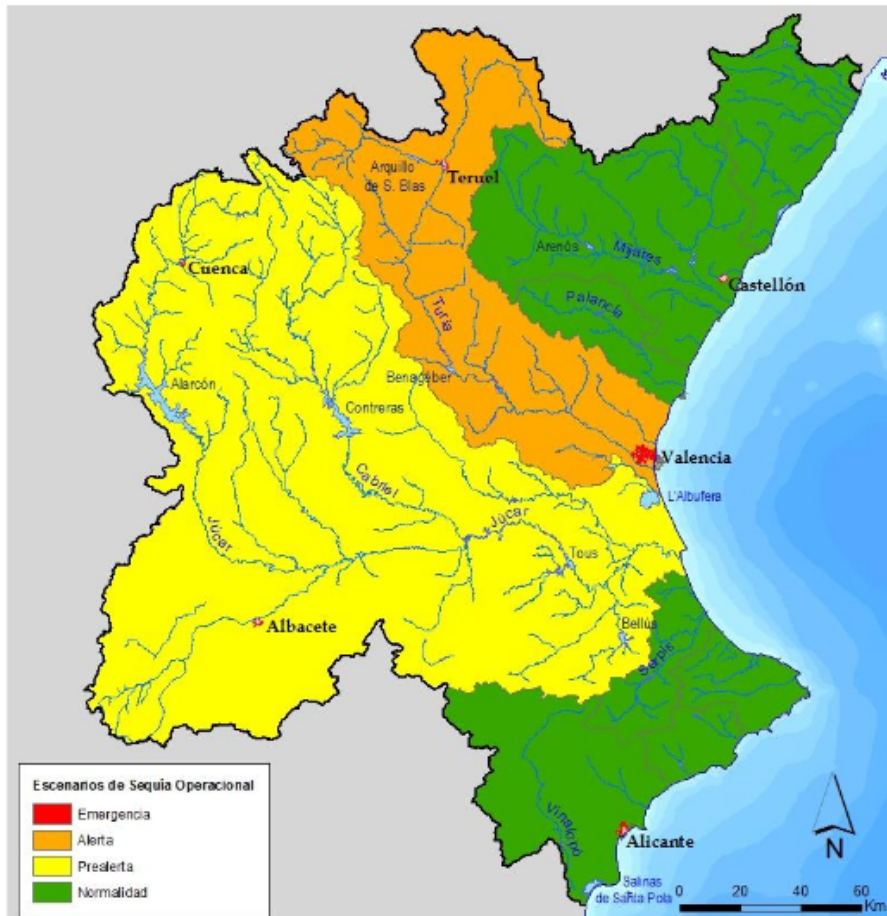 Arquillo
de S. Blas
Teruel
Cuenca
Arenós
Mijares
Castellón
Palancia
Turia
Alarcón
Benagéber
Contreras
Valencia
L'Albufera
Cabriel
Júcar
Júcar
Tous
Albacete
Bellús
Serpis
Vinalopó
Alicante
Salinas
de Santa Pola
Escenarios de Sequía Operacional
Emergencia
Alerta
Prealerta
Normalidad
N
0 20 40 60
Km